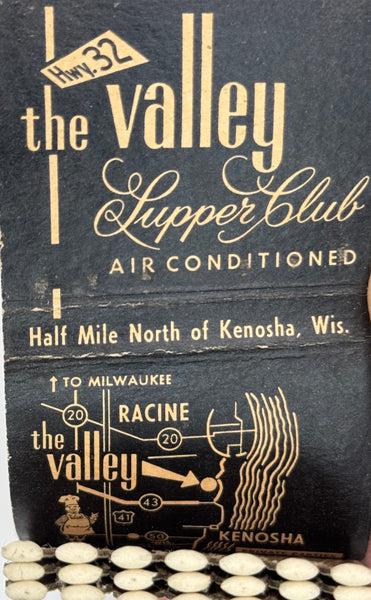 Hwy. 32
the Valley
Supper Club
AIR CONDITIONED
Half Mile North of Kenosha, Wis.
↑ TO MILWAUKEE
20
RACINE
20
the
Valley
43
U S
41
50
KENOSHA